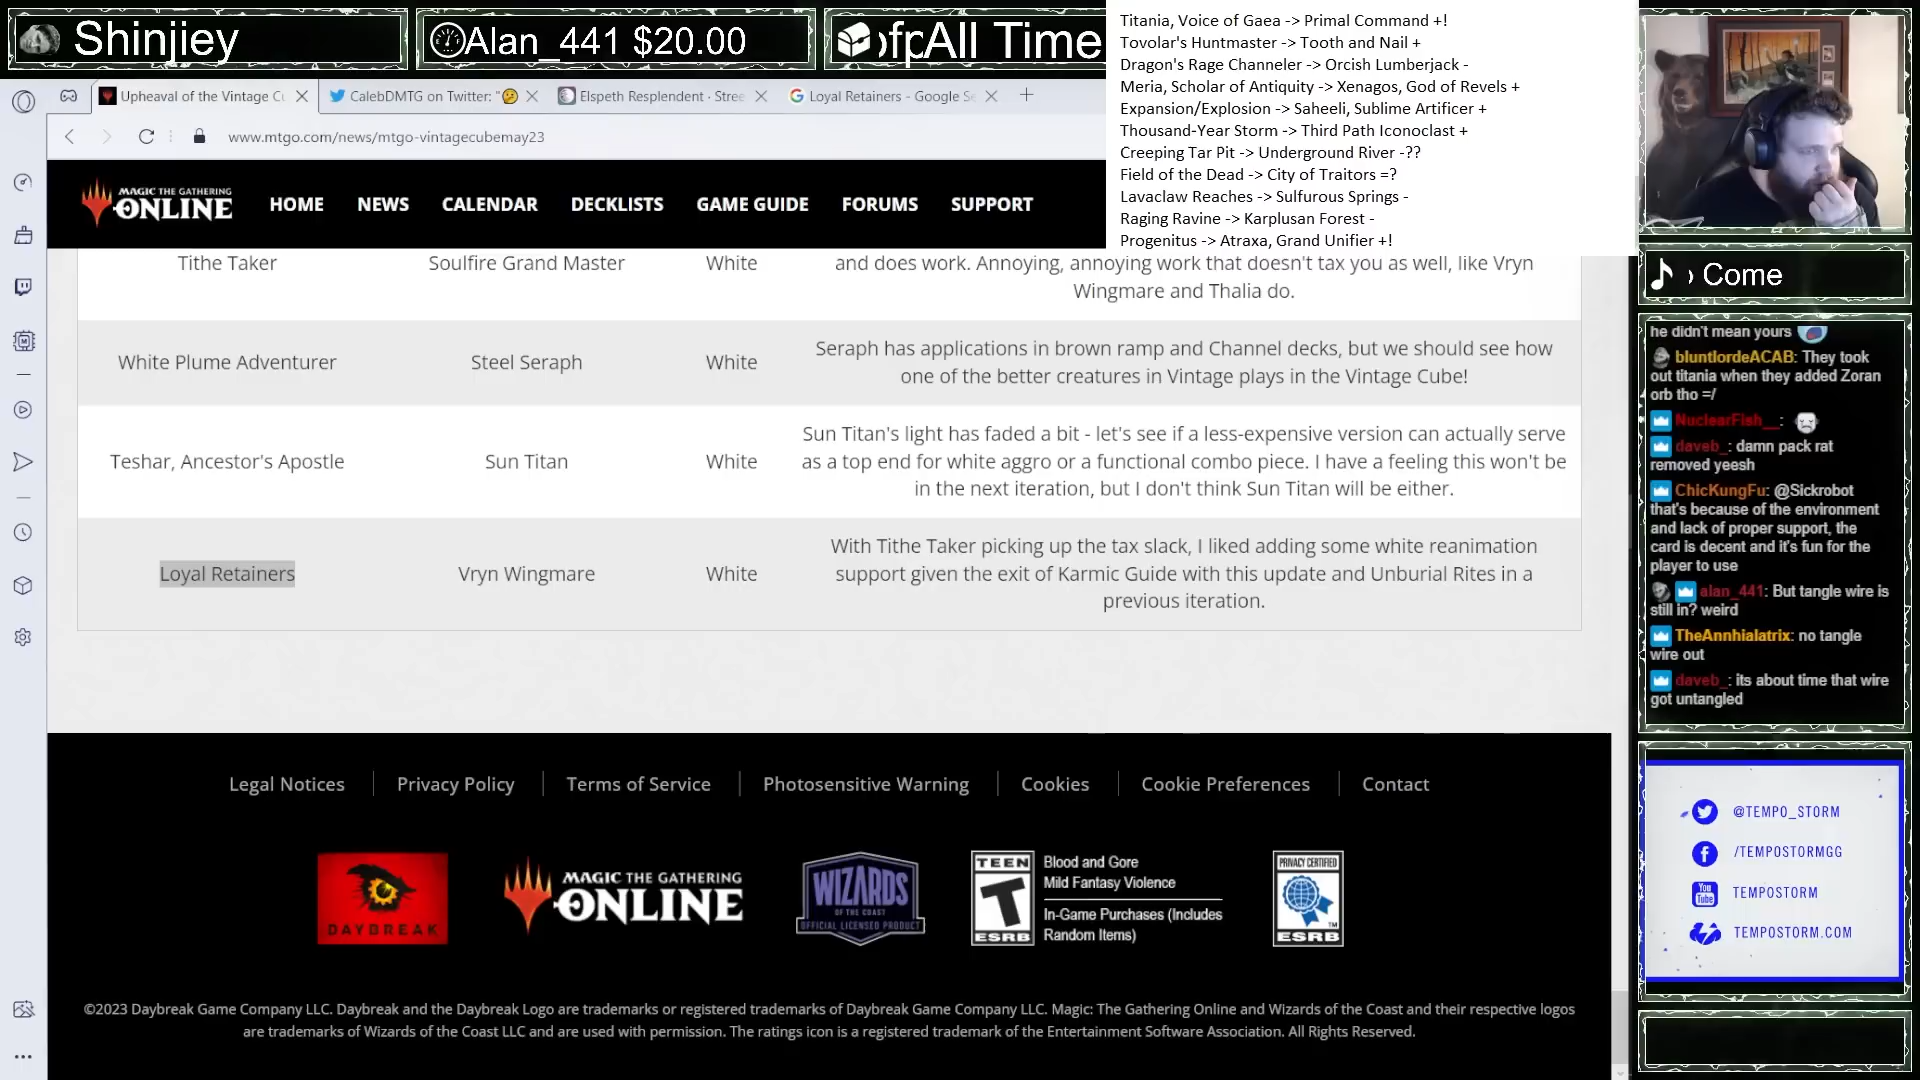 Shinjiey
Alan_441 $20.00
All Time
Titania, Voice of Gaea -> Primal Command +!
Tovolar's Huntmaster -> Tooth and Nail +
Dragon's Rage Channeler -> Orcish Lumberjack -
Meria, Scholar of Antiquity -> Xenagos, God of Revels +
Expansion/Explosion -> Saheeli, Sublime Artificer +
Thousand-Year Storm -> Third Path Iconoclast +
Creeping Tar Pit -> Underground River -??
Field of the Dead -> City of Traitors =?
Lavaclaw Reaches -> Sulfurous Springs -
Raging Ravine -> Karplusan Forest -
Progenitus -> Atraxa, Grand Unifier +!
Upheaval of the Vintage Cu
CalebDMTG on Twitter: "🤔
Elspeth Resplendent · Stree
Loyal Retainers - Google Se
www.mtgo.com/news/mtgo-vintagecubemay23
MAGIC THE GATHERING
ONLINE
HOME
NEWS
CALENDAR
DECKLISTS
GAME GUIDE
FORUMS
SUPPORT
Tithe Taker
Soulfire Grand Master
White
and does work. Annoying, annoying work that doesn't tax you as well, like Vryn
Wingmare and Thalia do.
White Plume Adventurer
Steel Seraph
White
Seraph has applications in brown ramp and Channel decks, but we should see how
one of the better creatures in Vintage plays in the Vintage Cube!
Teshar, Ancestor's Apostle
Sun Titan
White
Sun Titan's light has faded a bit - let's see if a less-expensive version can actually serve
as a top end for white aggro or a functional combo piece. I have a feeling this won't be
in the next iteration, but I don't think Sun Titan will be either.
Loyal Retainers
Vryn Wingmare
White
With Tithe Taker picking up the tax slack, I liked adding some white reanimation
support given the exit of Karmic Guide with this update and Unburial Rites in a
previous iteration.
Legal Notices
Privacy Policy
Terms of Service
Photosensitive Warning
Cookies
Cookie Preferences
Contact
DAYBREAK
MAGIC THE GATHERING
ONLINE
WIZARDS
OF THE COAST
OFFICIAL LICENSED PRODUCT
TEEN
T
ESRB
Blood and Gore
Mild Fantasy Violence
In-Game Purchases (Includes
Random Items)
PRIVACY CERTIFIED
ESRB
©2023 Daybreak Game Company LLC. Daybreak and the Daybreak Logo are trademarks or registered trademarks of Daybreak Game Company LLC. Magic: The Gathering Online and Wizards of the Coast and their respective logos
are trademarks of Wizards of the Coast LLC and are used with permission. The ratings icon is a registered trademark of the Entertainment Software Association. All Rights Reserved.
Come
he didn't mean yours
bluntlordeACAB: They took
out titania when they added Zoran
orb tho =/
NuclearFish__:
daveb_: damn pack rat
removed yeesh
ChicKungFu: @Sickrobot
that's because of the environment
and lack of proper support, the
card is decent and it's fun for the
player to use
alan_441: But tangle wire is
still in? weird
TheAnnhialatrix: no tangle
wire out
daveb_: its about time that wire
got untangled
@TEMPO_STORM
/TEMPOSTORMGG
You Tube
TEMPOSTORM
TEMPOSTORM.COM